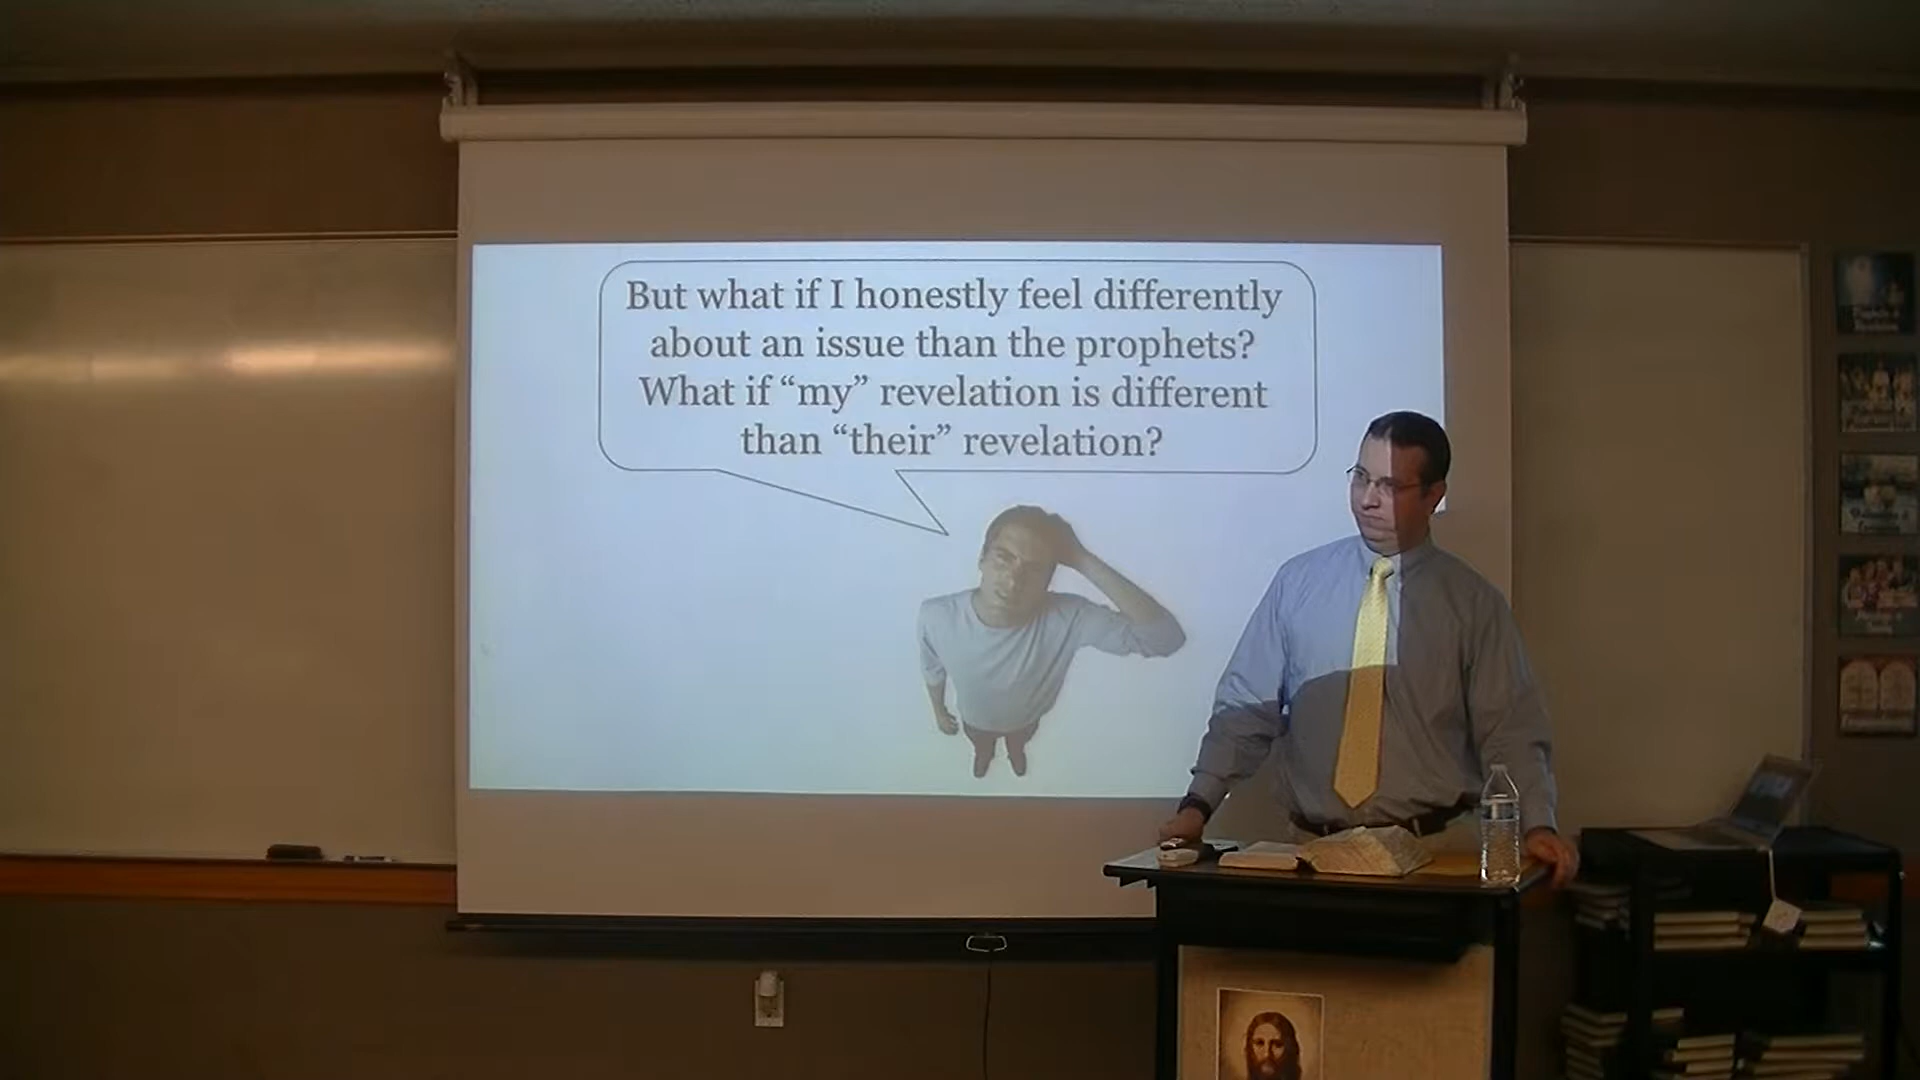 But what if I honestly feel differently
about an issue than the prophets?
What if “my” revelation is different
than “their” revelation?